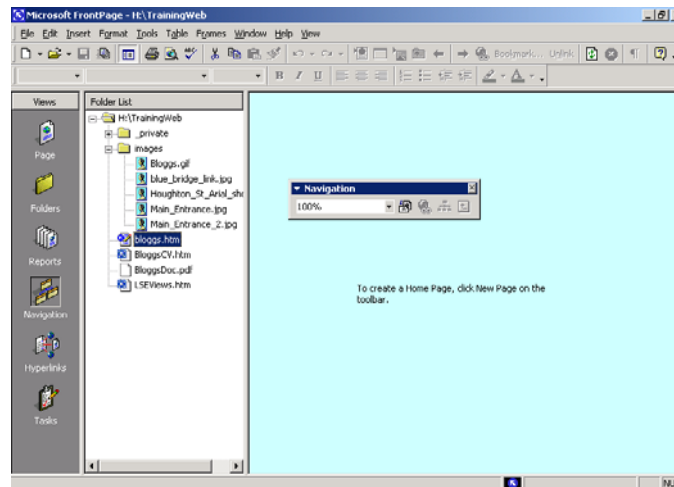 Microsoft FrontPage - H:\TrainingWeb
File Edit Insert Format Tools Table Frames Window Help View
Bookmark... Unlink
B I U A
Views
Folder List
H:\TrainingWeb
_private
Page
images
Bloggs.gif
blue_bridge_link.jpg
Folders
Houghton_St_Arial_sh
Main_Entrance.jpg
Main_Entrance_2.jpg
Reports
bloggs.htm
BloggsCV.htm
BloggsDoc.pdf
LSEViews.htm
Navigation
Hyperlinks
Tasks
Navigation
100%
To create a Home Page, click New Page on the
toolbar.
NU